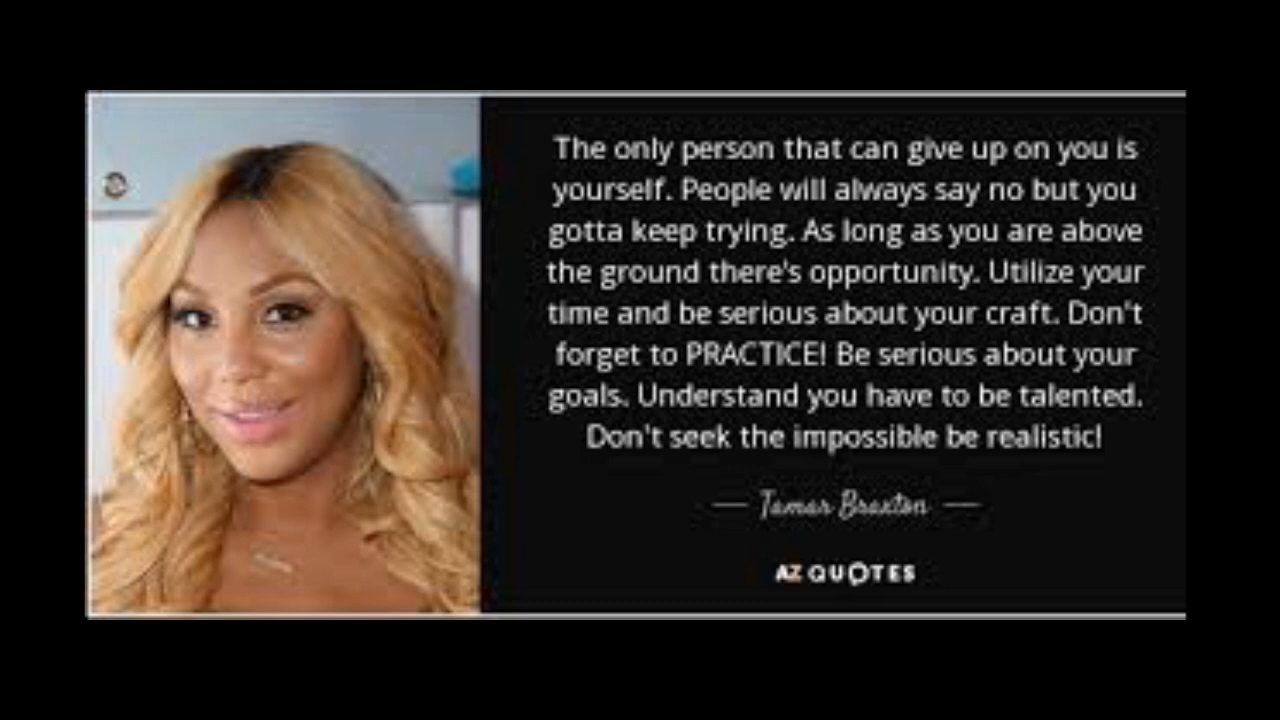 The only person that can give up on you is
yourself. People will always say no but you
gotta keep trying. As long as you are above
the ground there's opportunity. Utilize your
time and be serious about your craft. Don't
forget to PRACTICE! Be serious about your
goals. Understand you have to be talented.
Don't seek the impossible be realistic!
— Tamar Braxton —
AZ QUOTES